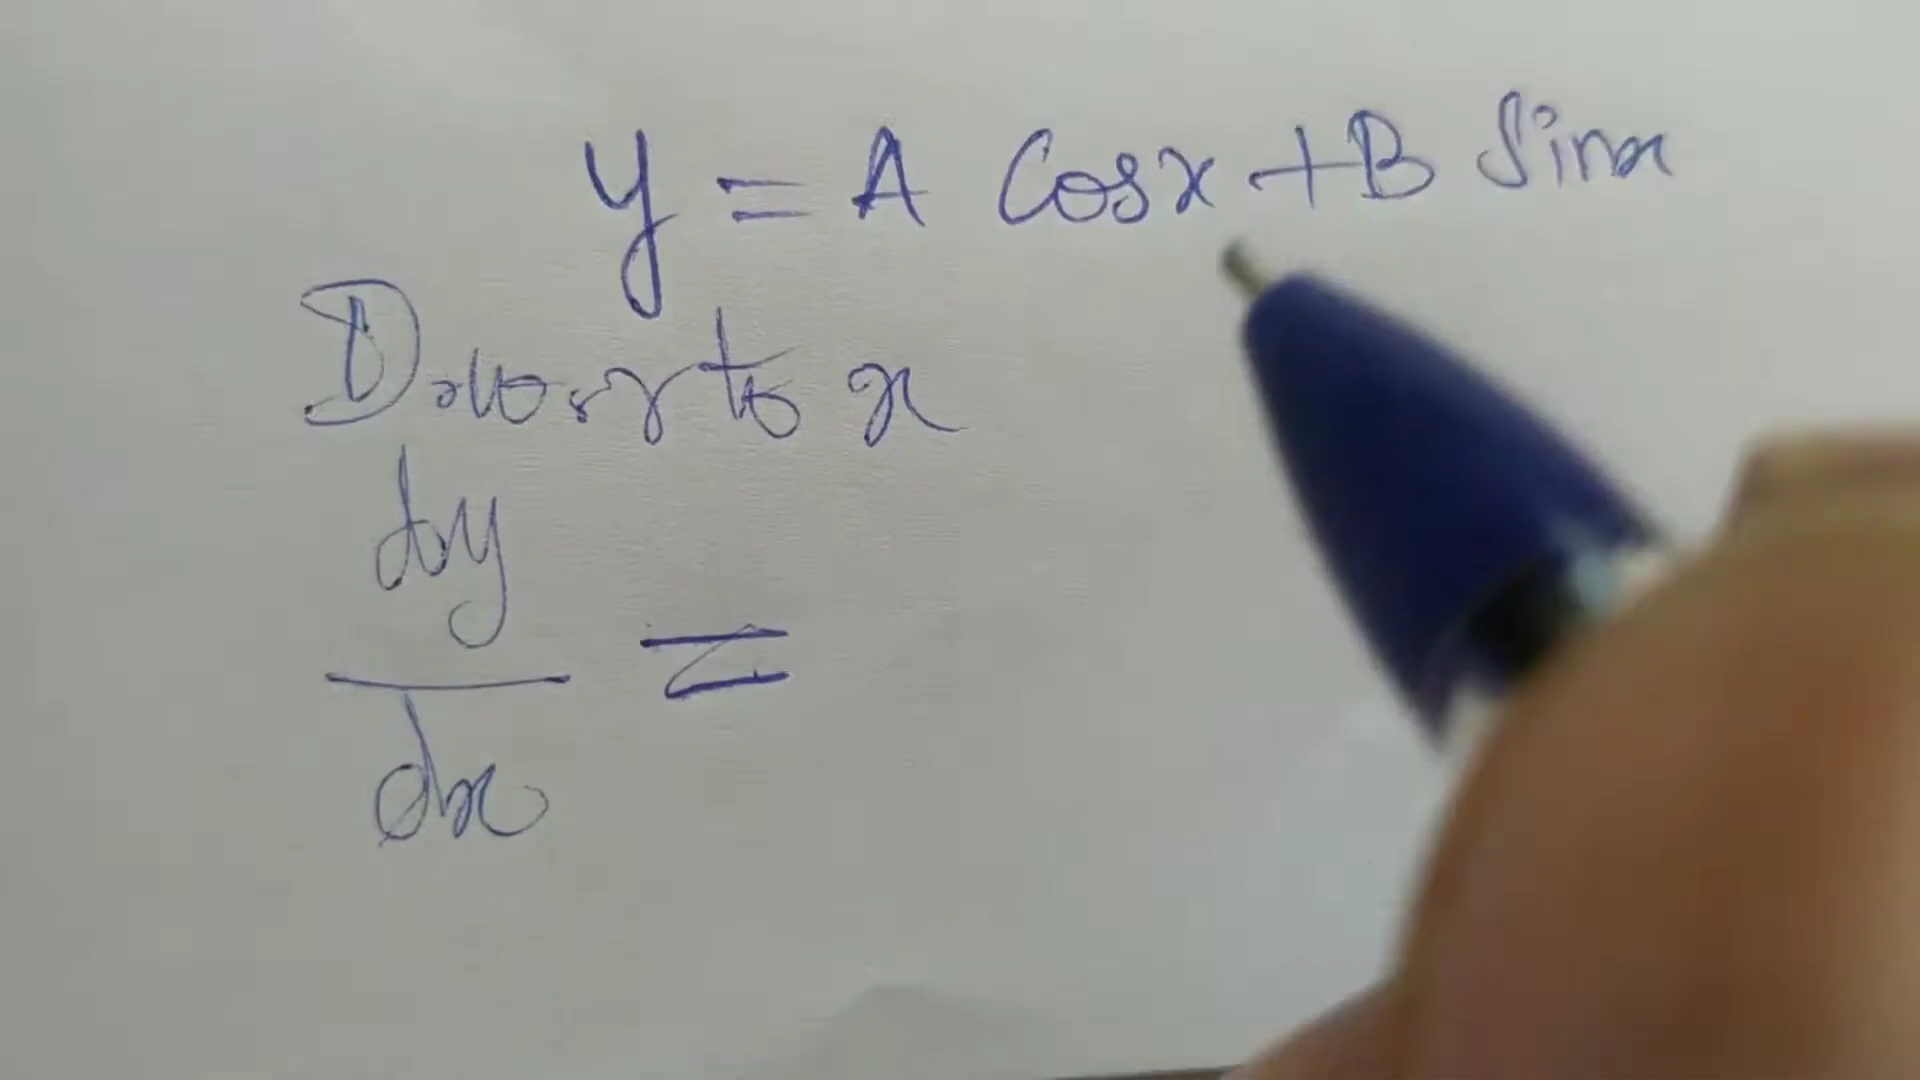 y = A Cosx + B Sinx
D.w.r to x
dy
dx =